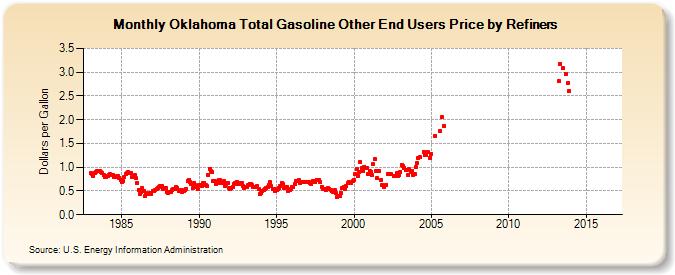 Monthly Oklahoma Total Gasoline Other End Users Price by Refiners
Dollars per Gallon
3.5
3.0
2.5
2.0
1.5
1.0
0.5
0.0
1985 1990 1995 2000 2005 2010 2015
Source: U.S. Energy Information Administration